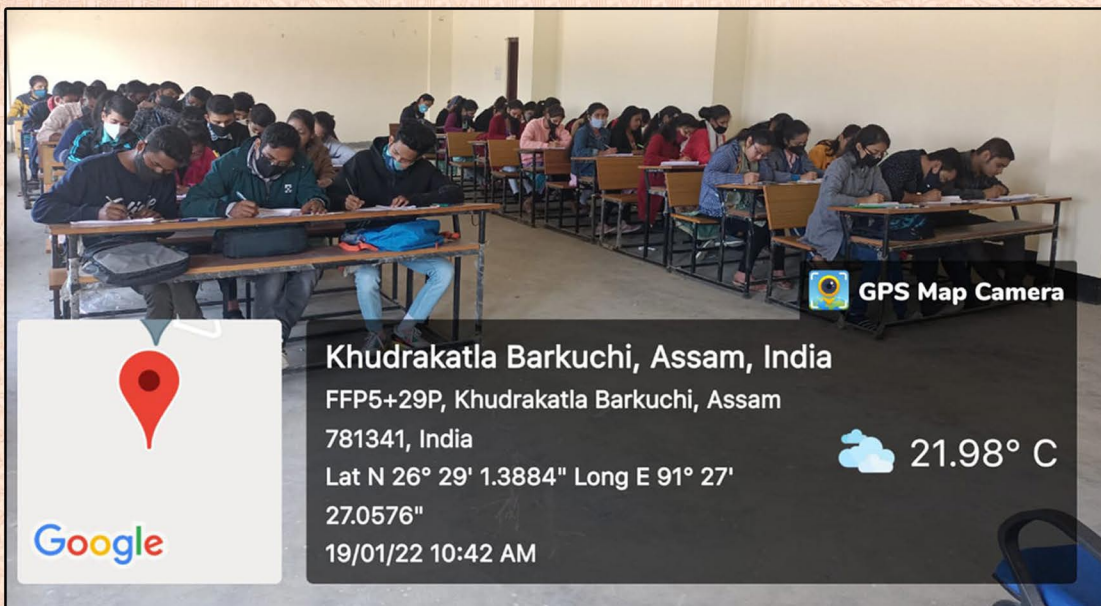 GPS Map Camera
Khudrakatla Barkuchi, Assam, India
FFP5+29P, Khudrakatla Barkuchi, Assam
781341, India
Lat N 26° 29' 1.3884" Long E 91° 27'
27.0576"
19/01/22 10:42 AM
21.98° C
Google